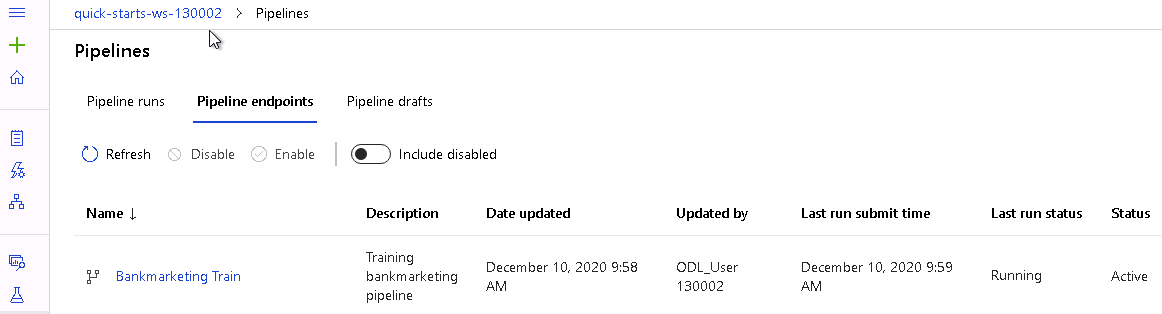 quick-starts-ws-130002 > Pipelines
Pipelines
Pipeline runs Pipeline endpoints Pipeline drafts
Refresh Disable Enable Include disabled
Name ↓ Description Date updated Updated by Last run submit time Last run status Status
Bankmarketing Train Training bankmarketing pipeline December 10, 2020 9:58 AM ODL_User 130002 December 10, 2020 9:59 AM Running Active